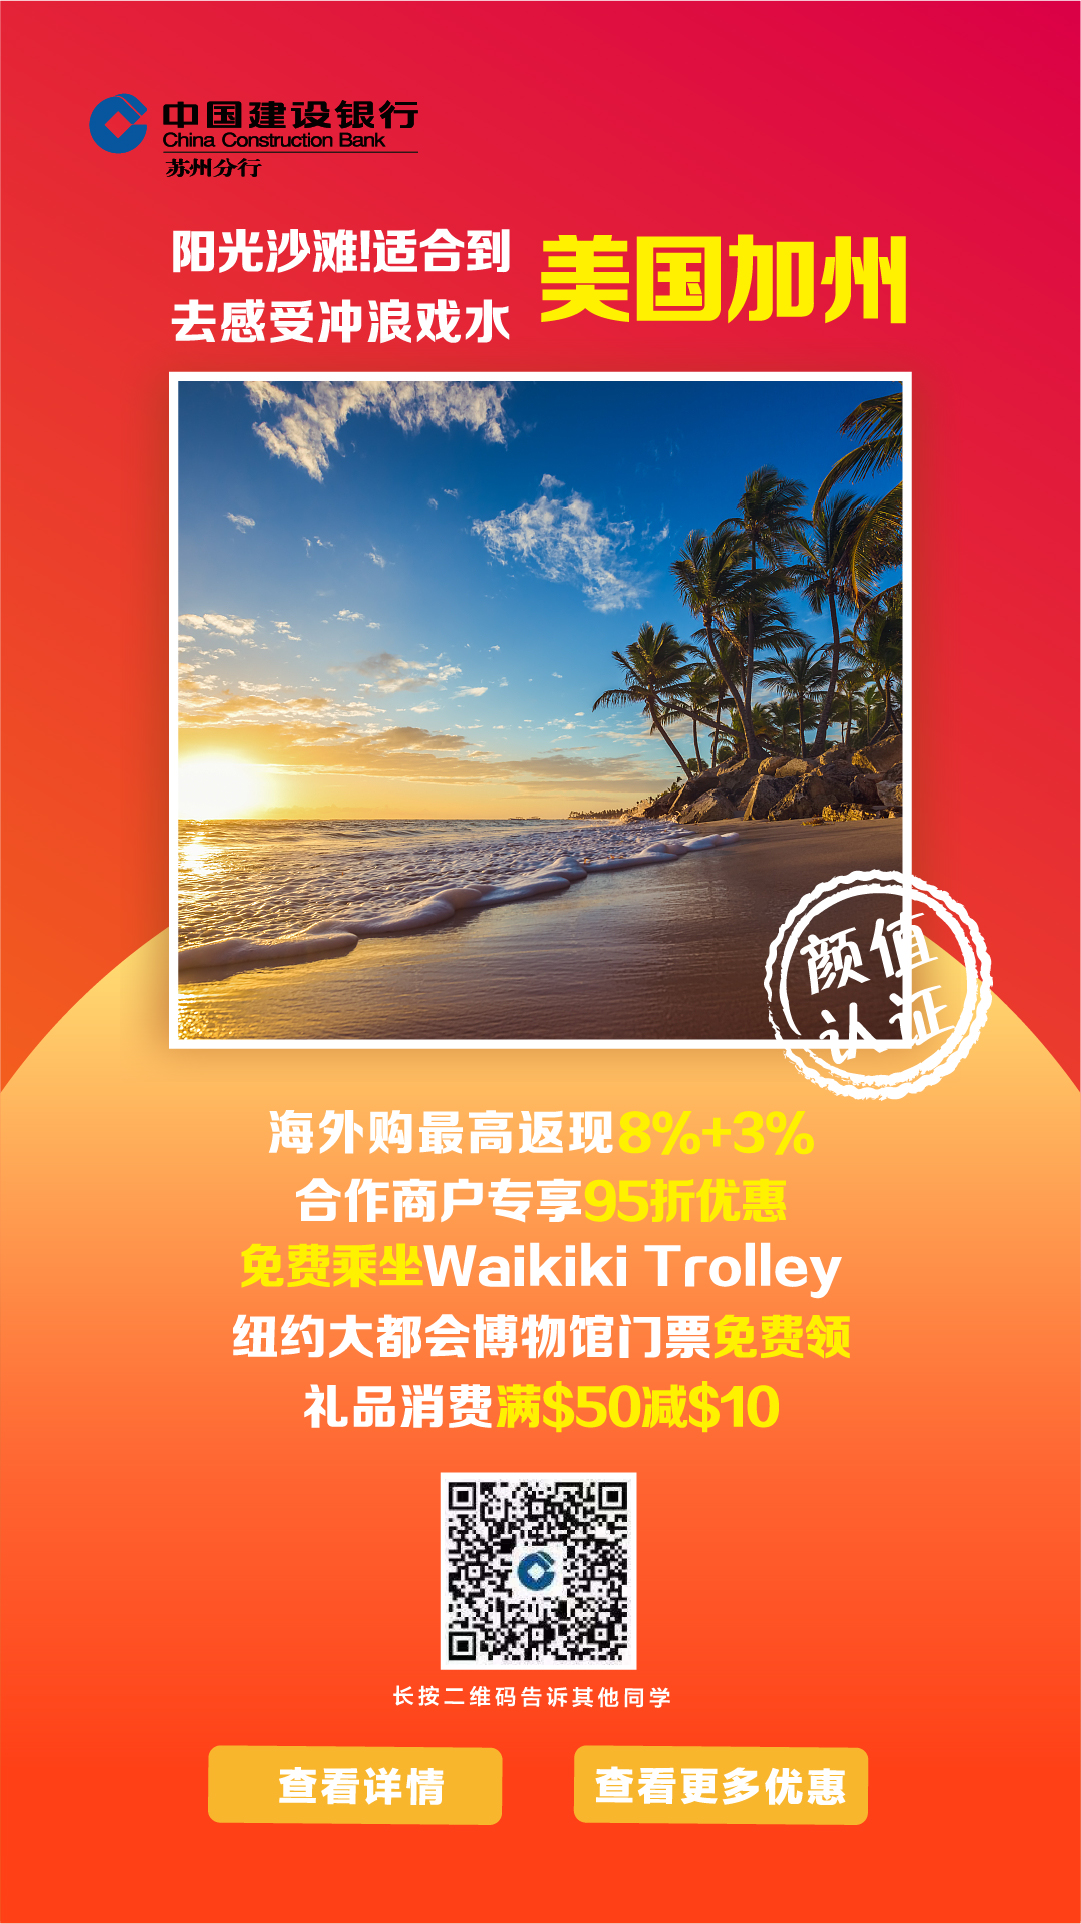 中国建设银行
China Construction Bank
苏州分行
阳光沙滩!适合到
去感受冲浪戏水
美国加州
颜值
认证
海外购最高返现8%+3%
合作商户专享95折优惠
免费乘坐Waikiki Trolley
纽约大都会博物馆门票免费领
礼品消费满$50减$10
长按二维码告诉其他同学
查看详情
查看更多优惠